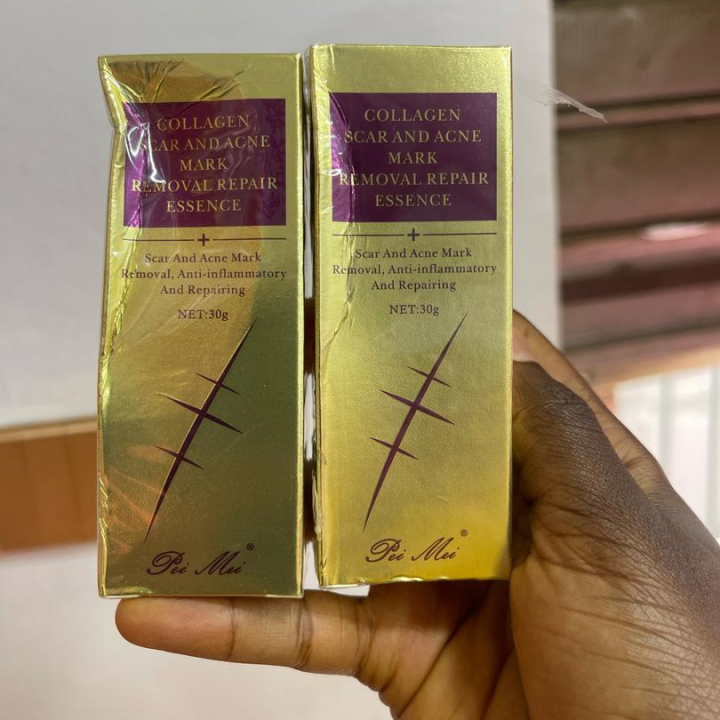 COLLAGEN
SCAR AND ACNE
MARK
REMOVAL REPAIR
ESSENCE
Scar And Acne Mark
Removal, Anti-inflammatory
And Repairing
NET:30g
Pei Mei®
COLLAGEN
SCAR AND ACNE
MARK
REMOVAL REPAIR
ESSENCE
Scar And Acne Mark
Removal, Anti-inflammatory
And Repairing
NET:30g
Pei Mei®